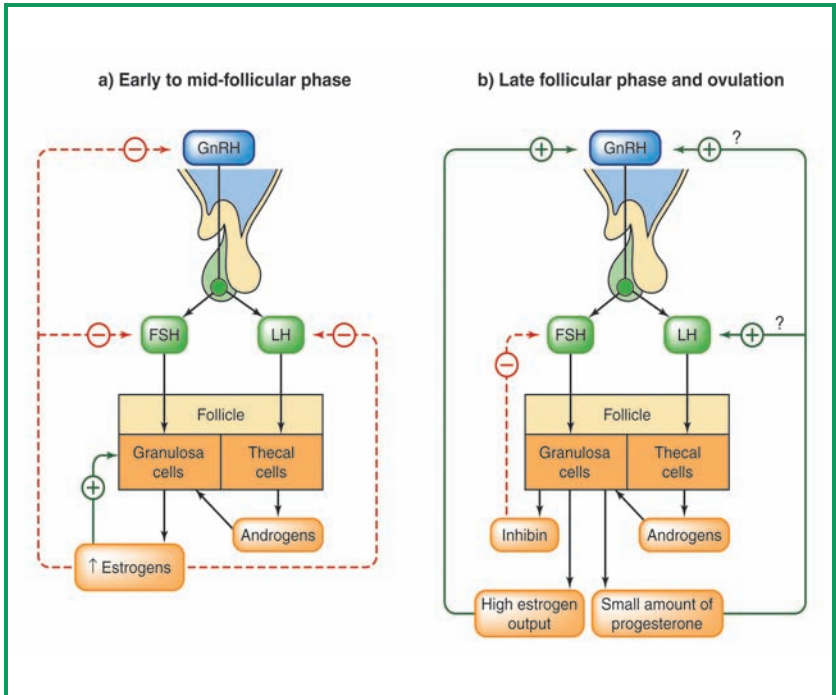 a) Early to mid-follicular phase
GnRH
−
−
FSH
−
LH
−
Follicle
Granulosa
cells
Thecal
cells
+
Androgens
↑ Estrogens
b) Late follicular phase and ovulation
+
GnRH
+
?
FSH
LH
+
?
−
Follicle
Granulosa
cells
Thecal
cells
Inhibin
Androgens
High estrogen
output
Small amount of
progesterone